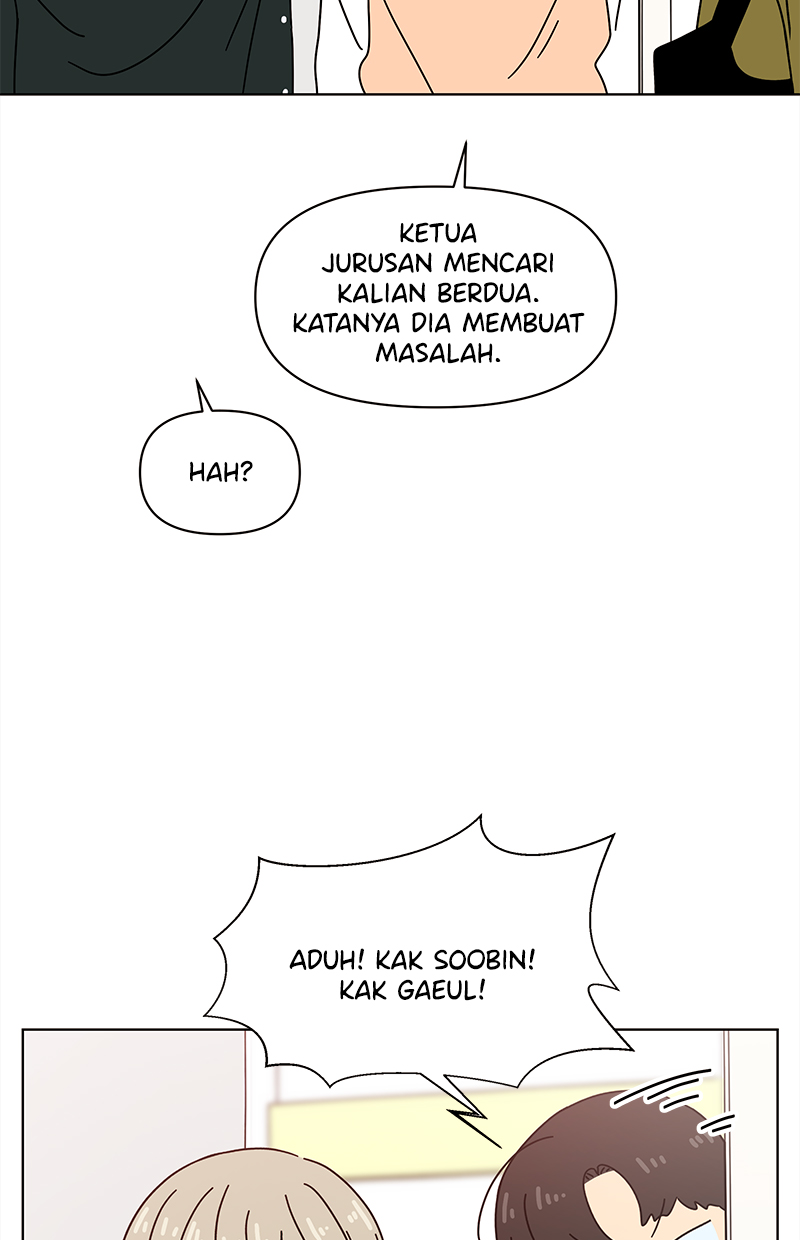 KETUA
JURUSAN MENCARI
KALIAN BERDUA.
KATANYA DIA MEMBUAT
MASALAH.
HAH?
ADUH! KAK SOOBIN!
KAK GAEUL!